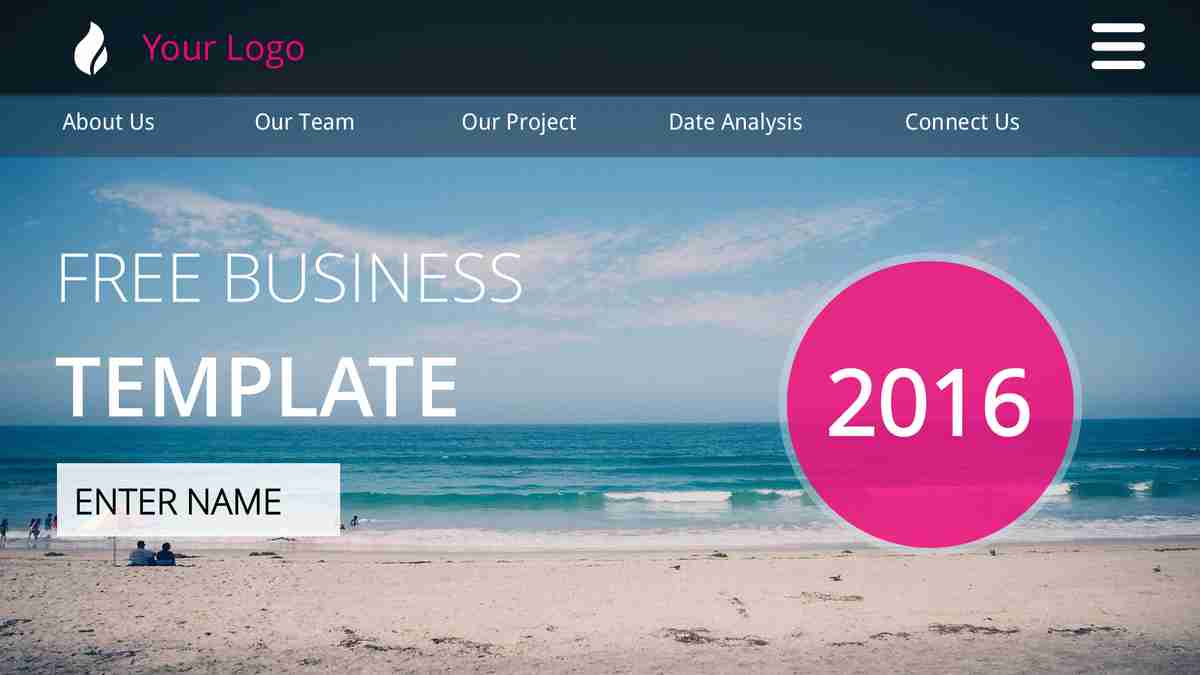 Your Logo
About Us Our Team Our Project Date Analysis Connect Us
FREE BUSINESS
TEMPLATE
2016
ENTER NAME